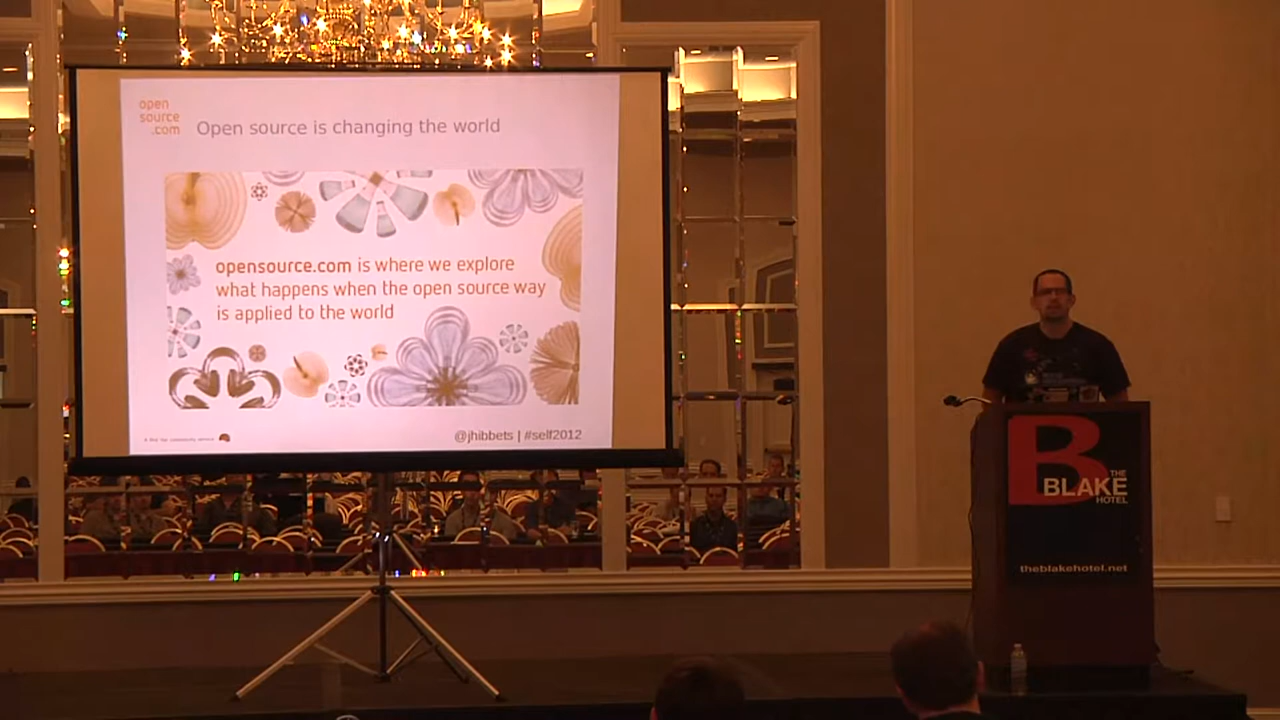 open
source
.com
Open source is changing the world
opensource.com is where we explore
what happens when the open source way
is applied to the world
@jhibbets | #self2012
B
THE
BLAKE
HOTEL
theblakehotel.net